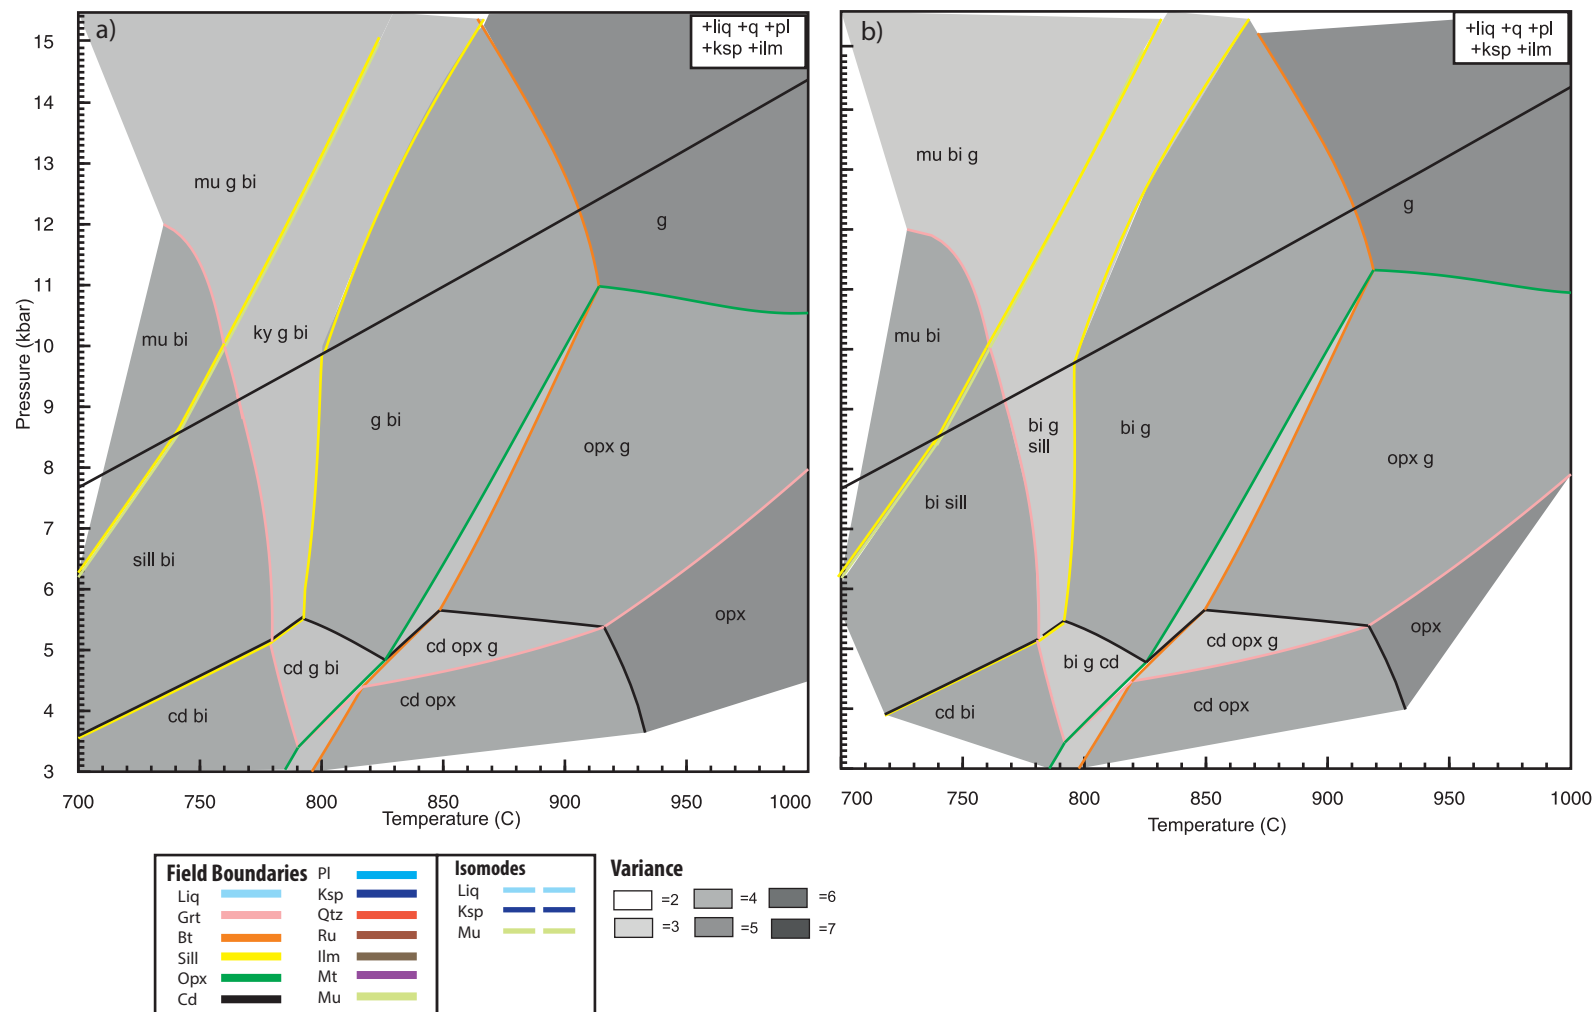 a)
+liq +q +pl
+ksp +ilm
15
14
13
12
11
10
9
8
7
6
5
4
3
Pressure (kbar)
mu g bi
g
mu bi
ky g bi
g bi
opx g
sill bi
opx
cd opx g
cd g bi
cd opx
cd bi
700
750
800
850
900
950
1000
Temperature (C)
b)
+liq +q +pl
+ksp +ilm
mu bi g
g
mu bi
bi g
sill
bi g
opx g
bi sill
opx
cd opx g
bi g cd
cd opx
cd bi
700
750
800
850
900
950
1000
Temperature (C)
Field Boundaries
Liq
Grt
Bt
Sill
Opx
Cd
Pl
Ksp
Qtz
Ru
Ilm
Mt
Mu
Isomodes
Liq
Ksp
Mu
Variance
=2
=4
=6
=3
=5
=7